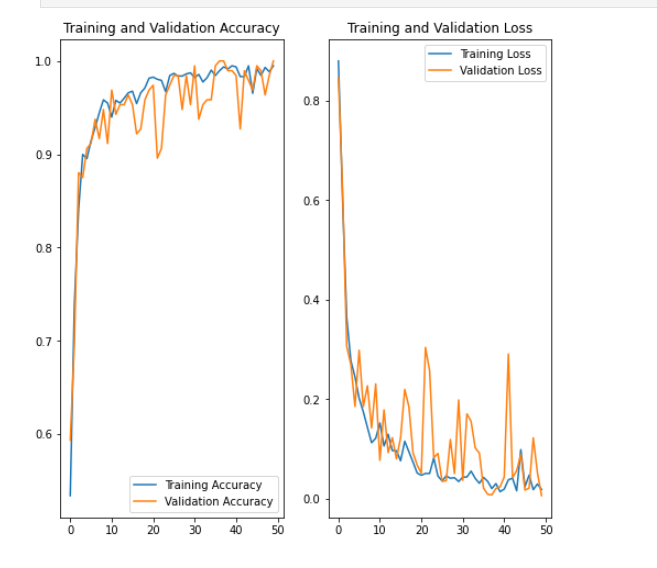 Training and Validation Accuracy
1.0
0.9
0.8
0.7
0.6
Training Accuracy
Validation Accuracy
0 10 20 30 40 50
Training and Validation Loss
Training Loss
Validation Loss
0.8
0.6
0.4
0.2
0.0
0 10 20 30 40 50